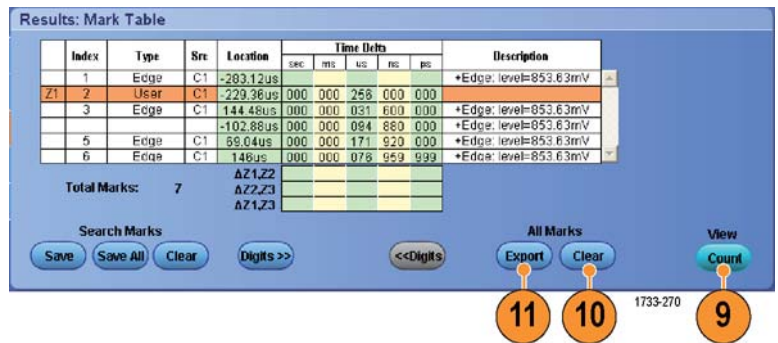 Results: Mark Table
Time Delta
Index Type Src Location sec ms us ns ps Description
1 Edge C1 -283.12us +Edge: level=853.63mV
Z1 2 User C1 -229.36us 000 000 256 000 000
3 Edge C1 144.48us 000 000 031 600 000 +Edge: level=853.63mV
-102.88us 000 000 094 880 000 +Edge: level=853.63mV
5 Edge C1 69.04us 000 000 171 920 000 +Edge: level=853.63mV
6 Edge C1 146us 000 000 076 959 999 +Edge: level=853.63mV
Total Marks: 7
ΔZ1,Z2
ΔZ2,Z3
ΔZ1,Z3
Search Marks All Marks View
Save Save All Clear Digits >> <<Digits Export Clear Count
1733-270
11 10 9